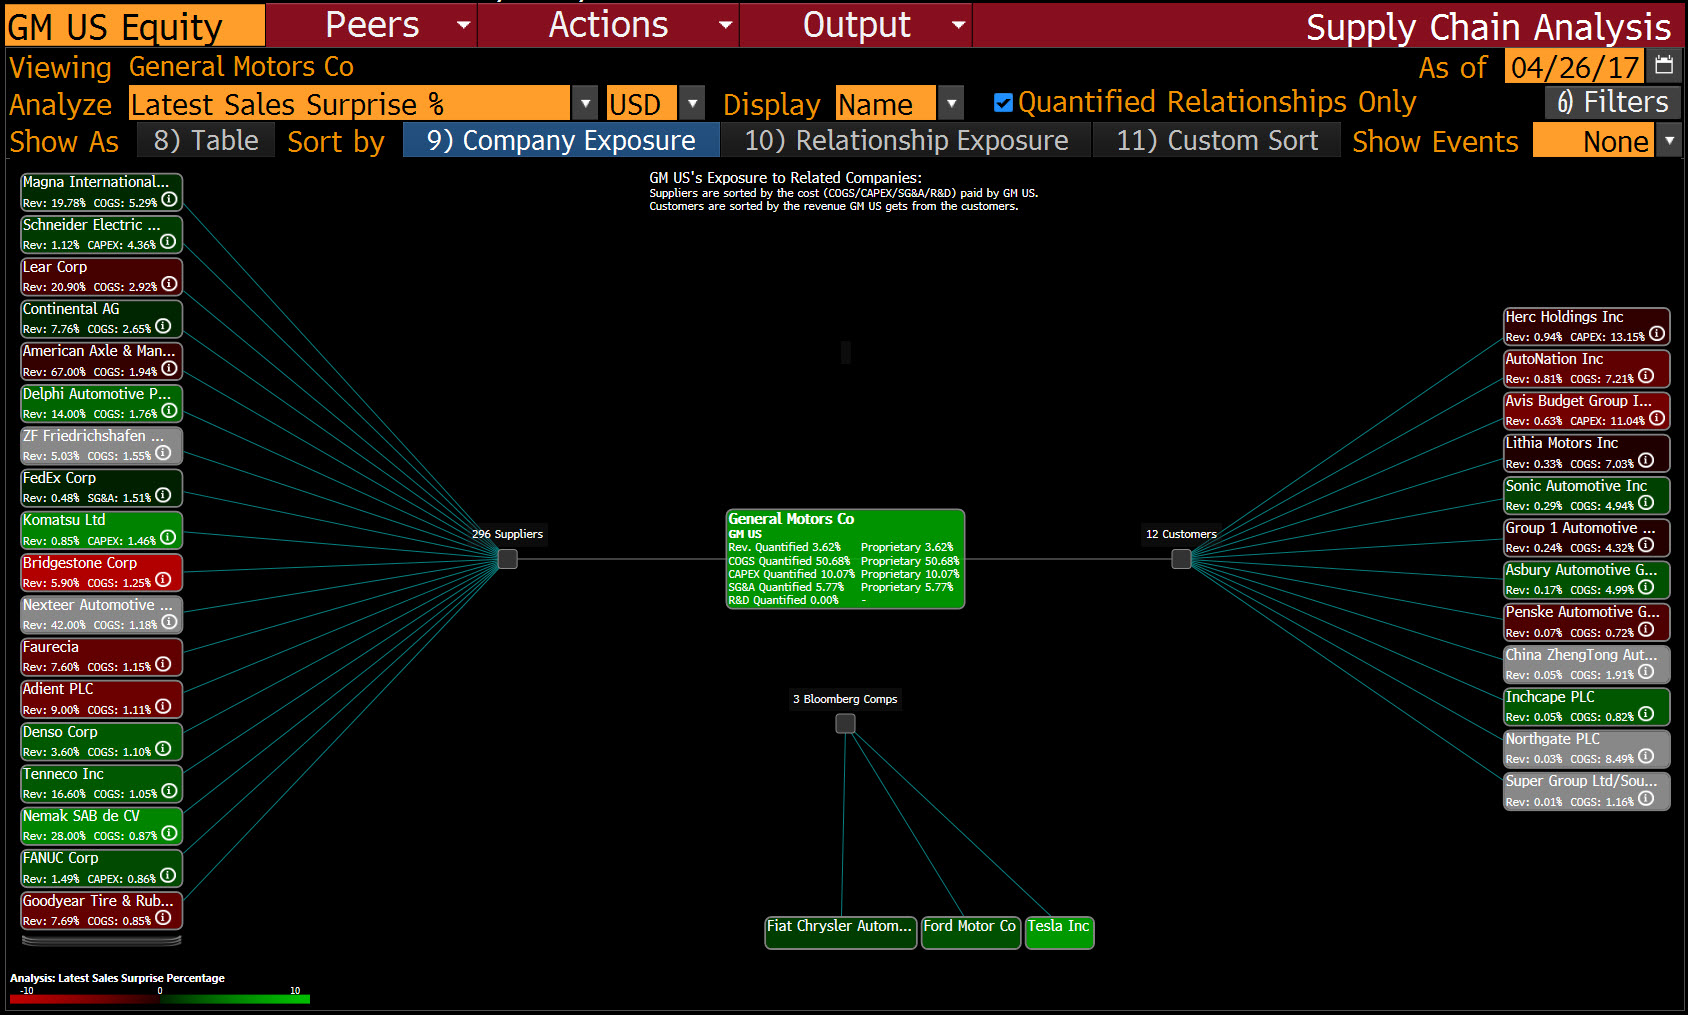 GM US Equity Peers Actions Output Supply Chain Analysis
Viewing General Motors Co As of 04/26/17
Analyze Latest Sales Surprise % USD Display Name Quantified Relationships Only 6) Filters
Show As 8) Table Sort by 9) Company Exposure 10) Relationship Exposure 11) Custom Sort Show Events None
GM US's Exposure to Related Companies:
Suppliers are sorted by the cost (COGS/CAPEX/SG&A/R&D) paid by GM US.
Customers are sorted by the revenue GM US gets from the customers.
Magna International...
Rev: 19.78% COGS: 5.29%
Schneider Electric ...
Rev: 1.12% CAPEX: 4.36%
Lear Corp
Rev: 20.90% COGS: 2.92%
Continental AG
Rev: 7.76% COGS: 2.65%
American Axle & Man...
Rev: 67.00% COGS: 1.94%
Delphi Automotive P...
Rev: 14.00% COGS: 1.76%
ZF Friedrichshafen ...
Rev: 5.03% COGS: 1.55%
FedEx Corp
Rev: 0.48% SG&A: 1.51%
Komatsu Ltd
Rev: 0.85% CAPEX: 1.46%
Bridgestone Corp
Rev: 5.90% COGS: 1.25%
Nexteer Automotive ...
Rev: 42.00% COGS: 1.18%
Faurecia
Rev: 7.60% COGS: 1.15%
Adient PLC
Rev: 9.00% COGS: 1.11%
Denso Corp
Rev: 3.60% COGS: 1.10%
Tenneco Inc
Rev: 16.60% COGS: 1.05%
Nemak SAB de CV
Rev: 28.00% COGS: 0.87%
FANUC Corp
Rev: 1.49% CAPEX: 0.86%
Goodyear Tire & Rub...
Rev: 7.69% COGS: 0.85%
296 Suppliers
General Motors Co
GM US
Rev. Quantified 3.62% Proprietary 3.62%
COGS Quantified 50.68% Proprietary 50.68%
CAPEX Quantified 10.07% Proprietary 10.07%
SG&A Quantified 5.77% Proprietary 5.77%
R&D Quantified 0.00% -
12 Customers
Herc Holdings Inc
Rev: 0.94% CAPEX: 13.15%
AutoNation Inc
Rev: 0.81% COGS: 7.21%
Avis Budget Group I...
Rev: 0.63% CAPEX: 11.04%
Lithia Motors Inc
Rev: 0.33% COGS: 7.03%
Sonic Automotive Inc
Rev: 0.29% COGS: 4.94%
Group 1 Automotive ...
Rev: 0.24% COGS: 4.32%
Asbury Automotive G...
Rev: 0.17% COGS: 4.99%
Penske Automotive G...
Rev: 0.07% COGS: 0.72%
China ZhengTong Aut...
Rev: 0.05% COGS: 1.91%
Inchcape PLC
Rev: 0.05% COGS: 0.82%
Northgate PLC
Rev: 0.03% COGS: 8.49%
Super Group Ltd/Sou...
Rev: 0.01% COGS: 1.16%
3 Bloomberg Comps
Fiat Chrysler Autom... Ford Motor Co Tesla Inc
Analysis: Latest Sales Surprise Percentage
-10 0 10